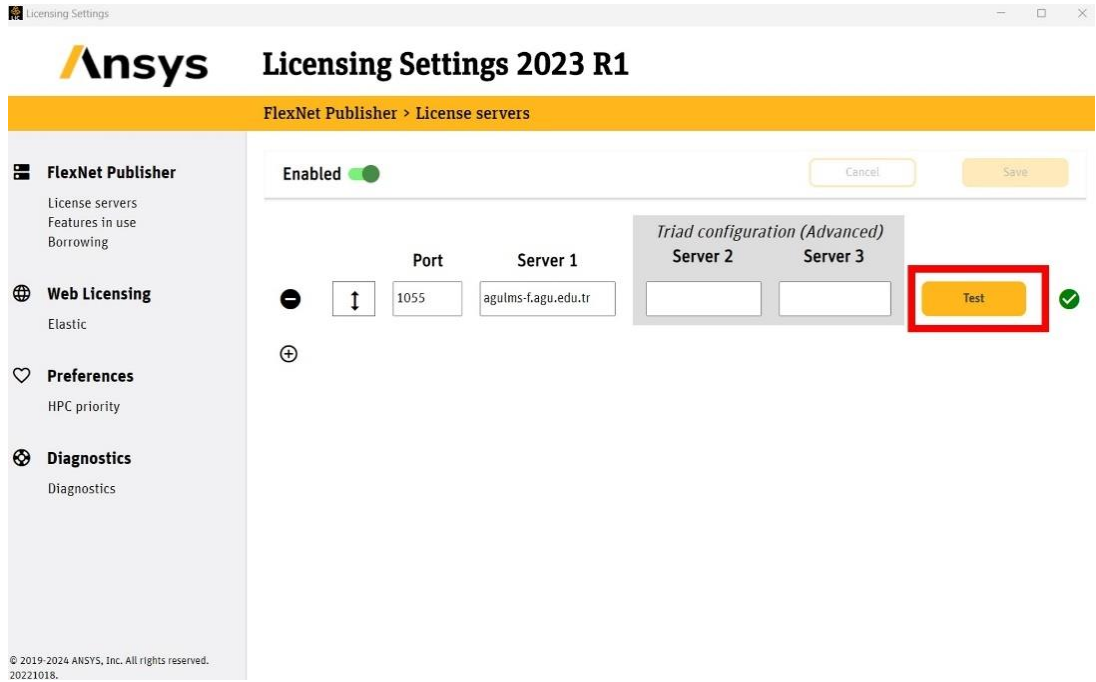 Licensing Settings
Ansys
Licensing Settings 2023 R1
FlexNet Publisher > License servers
FlexNet Publisher
License servers
Features in use
Borrowing
Web Licensing
Elastic
Preferences
HPC priority
Diagnostics
Diagnostics
© 2019-2024 ANSYS, Inc. All rights reserved.
20221018.
Enabled
Cancel
Save
Triad configuration (Advanced)
Port
Server 1
Server 2
Server 3
1055
agulms-f.agu.edu.tr
Test